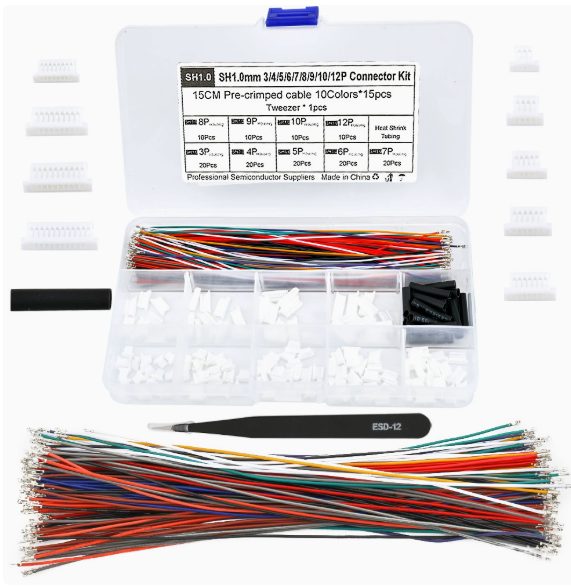 SH1.0 SH1.0mm 3/4/5/6/7/8/9/10/12P Connector Kit
15CM Pre-crimped cable 10Colors*15pcs
Tweezer * 1pcs
8P 9P 10P 12P Heat Shrink Tubing
10Pcs 10Pcs 10Pcs 10Pcs
3P 4P 5P 6P 7P
20Pcs 20Pcs 20Pcs 20Pcs 20Pcs
Professional Semiconductor Suppliers Made in China
ESD-12